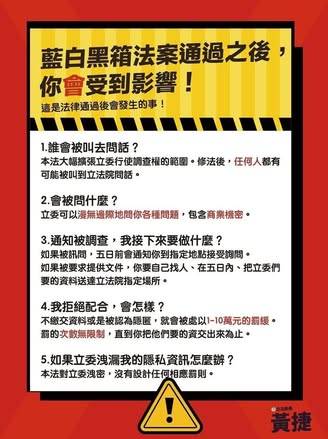 藍白黑箱法案通過之後，
你會受到影響！
這是法律通過後會發生的事！
1.誰會被叫去問話？
本法大幅擴張立委行使調查權的範圍。修法後，任何人都有
可能被叫到立法院問話。
2.會被問什麼？
立委可以漫無邊際地問你各種問題，包含商業機密。
3.通知被調查，我接下來要做什麼？
如果被訊問，五日前會通知你到指定地點接受詢問。
如果被要求提供文件，你要自己找人、在五日內、把立委們
要的資料送達立法院指定場所。
4.我拒絕配合，會怎樣？
不繳交資料或是被認為隱匿，就會被處以1-10萬元的罰鍰。
罰的次數無限制，直到你把他們要的資交出來為止。
5.如果立委洩漏我的隱私資訊怎麼辦？
本法對立委洩密，沒有設計任何相應罰則。
黃捷